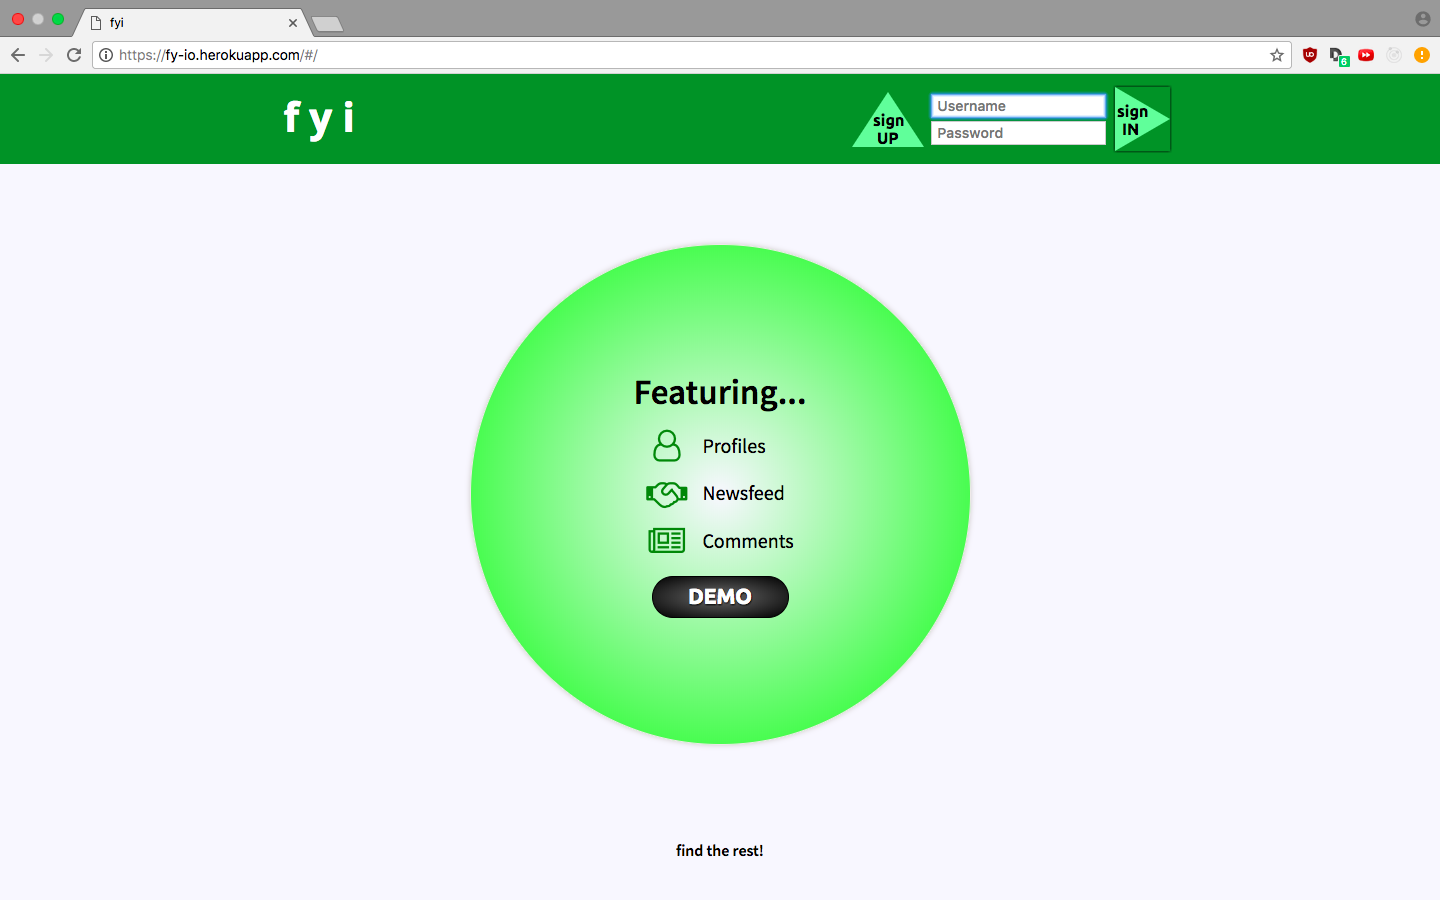 fyi
https://fy-io.herokuapp.com/#/
6
f y i
sign
UP
Username
Password
sign
IN
Featuring...
Profiles
Newsfeed
Comments
DEMO
find the rest!